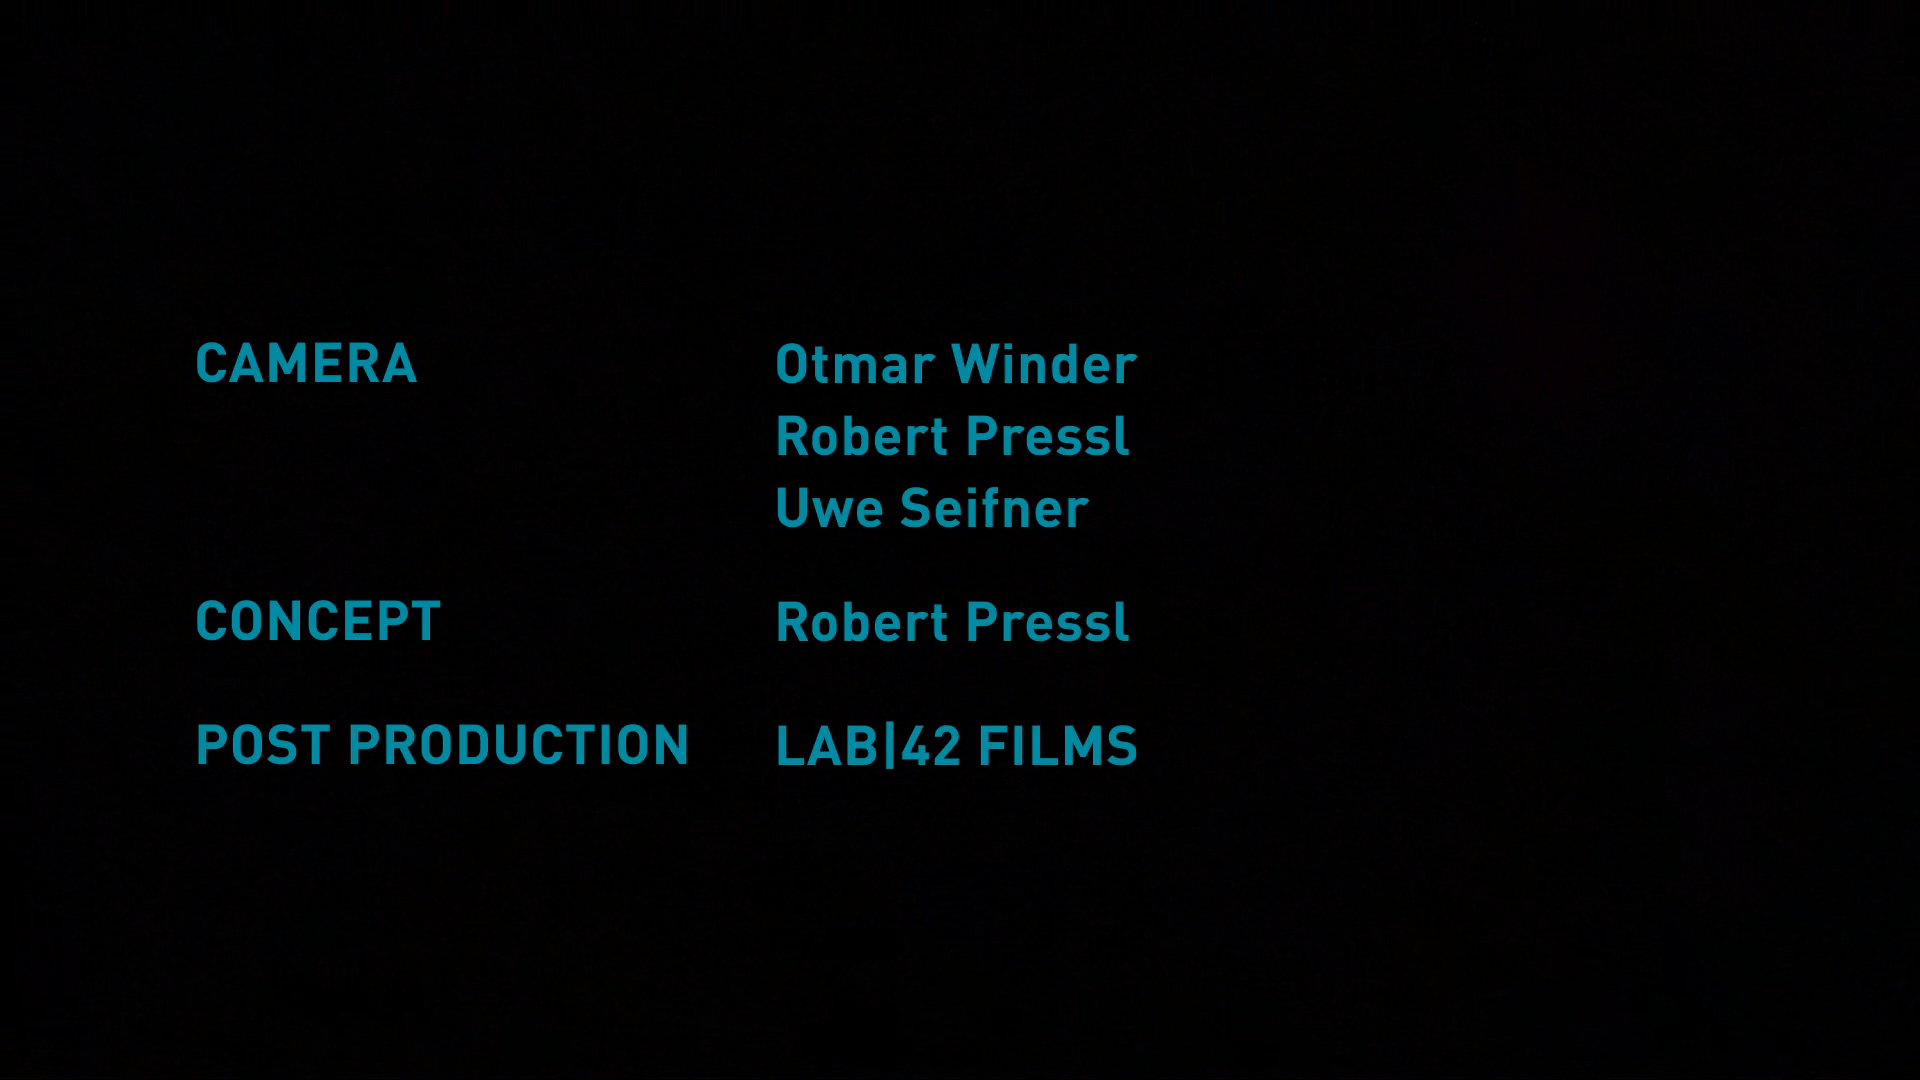 CAMERA Otmar Winder
Robert Pressl
Uwe Seifner
CONCEPT Robert Pressl
POST PRODUCTION LAB|42 FILMS